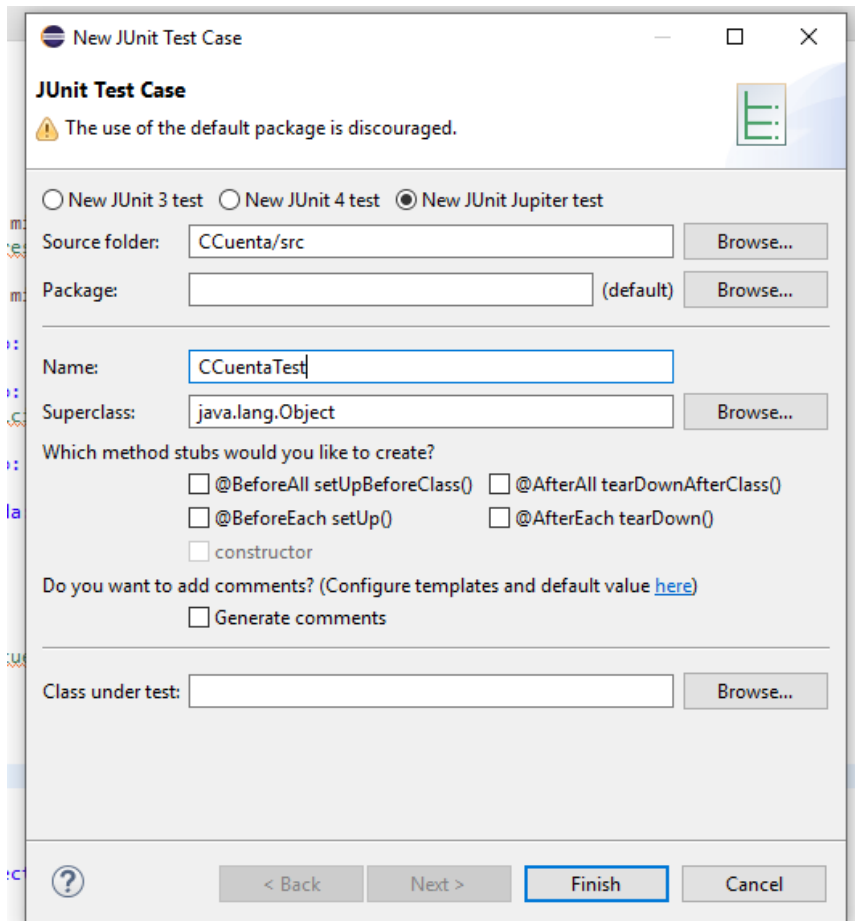 New JUnit Test Case
JUnit Test Case
The use of the default package is discouraged.
New JUnit 3 test New JUnit 4 test New JUnit Jupiter test
Source folder: CCuenta/src Browse...
Package: (default) Browse...
Name: CCuentaTest
Superclass: java.lang.Object Browse...
Which method stubs would you like to create?
@BeforeAll setUpBeforeClass() @AfterAll tearDownAfterClass()
@BeforeEach setUp() @AfterEach tearDown()
constructor
Do you want to add comments? (Configure templates and default value here)
Generate comments
Class under test: Browse...
? < Back Next > Finish Cancel